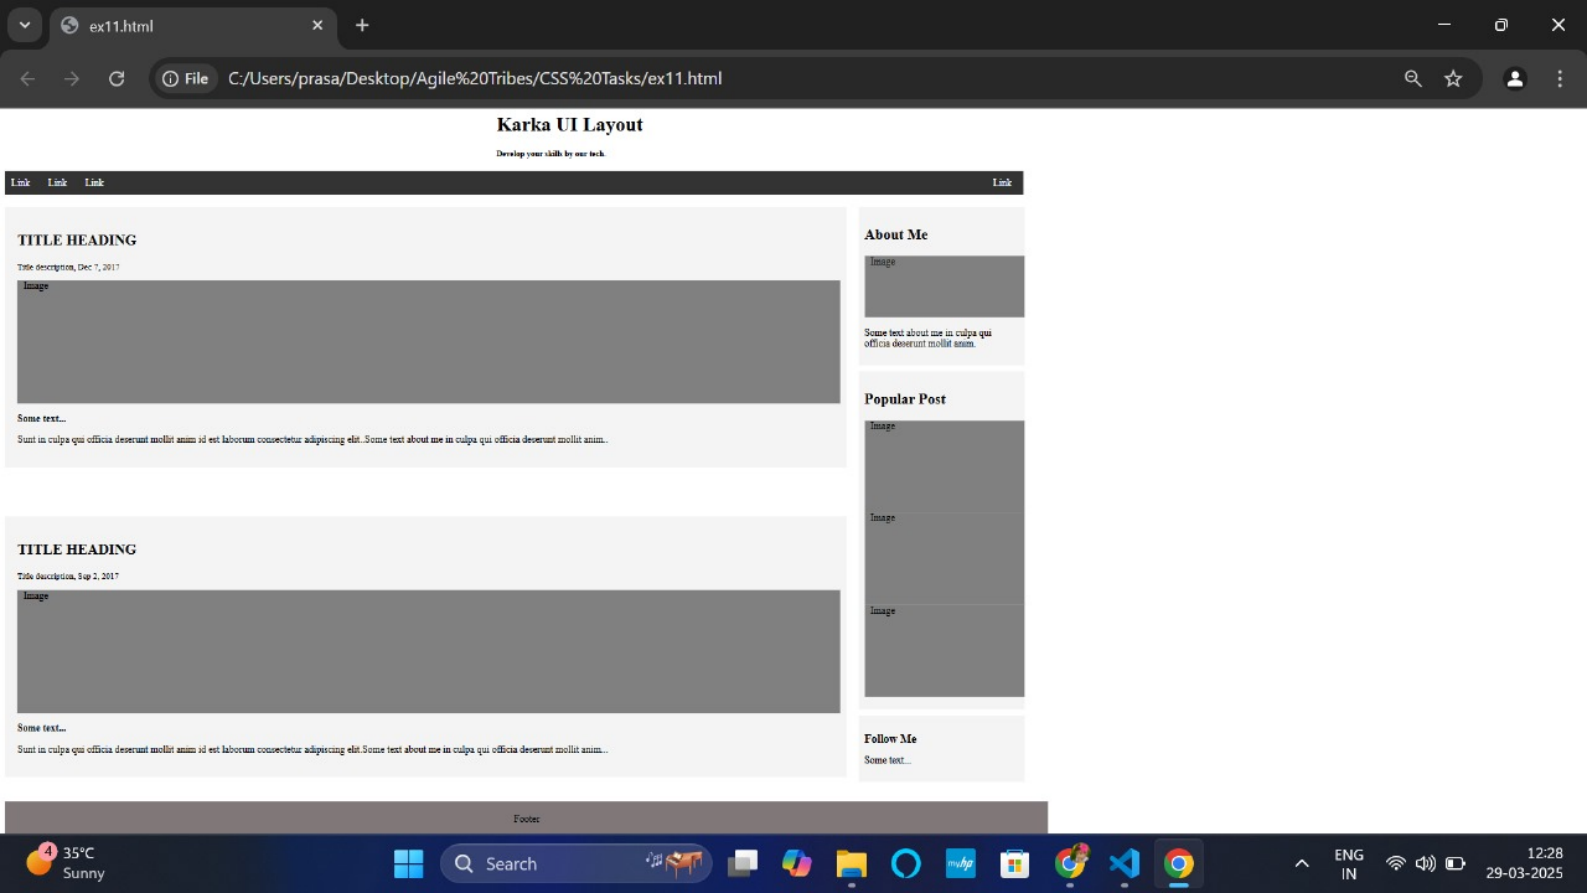 ex11.html
File C:/Users/prasa/Desktop/Agile%20Tribes/CSS%20Tasks/ex11.html
Karka UI Layout
Develop your skills by our tech.
Link Link Link Link
TITLE HEADING
Title description, Dec 7, 2017
Image
Some text...
Sunt in culpa qui officia deserunt mollit anim id est laborum consectetur adipiscing elit..Some text about me in culpa qui officia deserunt mollit anim..
TITLE HEADING
Title description, Sep 2, 2017
Image
Some text...
Sunt in culpa qui officia deserunt mollit anim id est laborum consectetur adipiscing elit.Some text about me in culpa qui officia deserunt mollit anim...
About Me
Image
Some text about me in culpa qui
officia deserunt mollit anim.
Popular Post
Image
Image
Image
Follow Me
Some text...
Footer
4
35°C
Sunny
Search
myhp
ENG
IN
12:28
29-03-2025